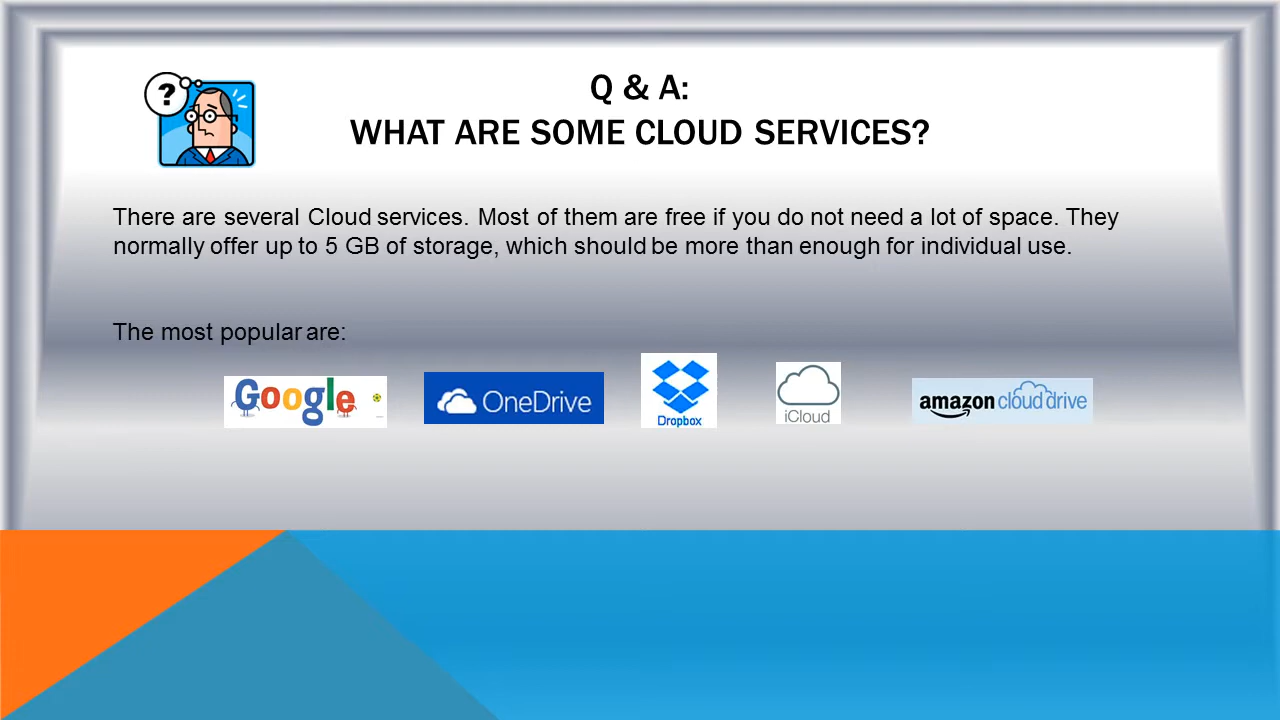 ?
Q & A:
WHAT ARE SOME CLOUD SERVICES?
There are several Cloud services. Most of them are free if you do not need a lot of space. They
normally offer up to 5 GB of storage, which should be more than enough for individual use.
The most popular are:
Google
OneDrive
Dropbox
iCloud
amazon cloud drive